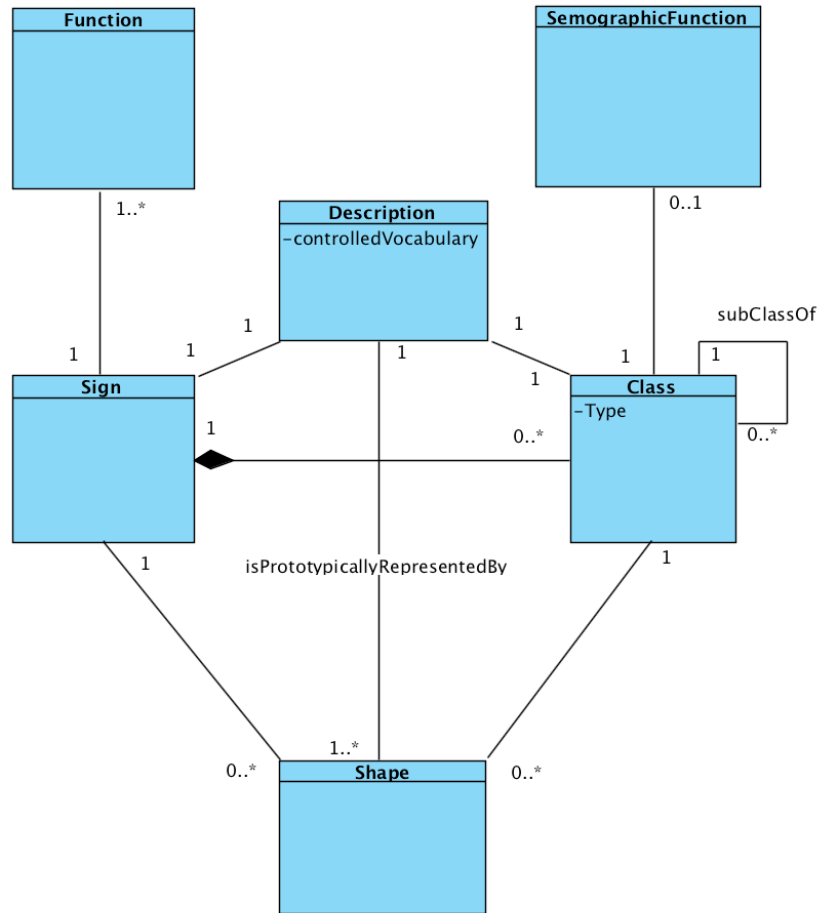 Function
SemographicFunction
1..*
0..1
Description
-controlledVocabulary
subClassOf
1
1
1
1
1
1
1
1
Sign
Class
-Type
1
0..*
0..*
isPrototypicallyRepresentedBy
1
1
1..*
0..*
0..*
Shape